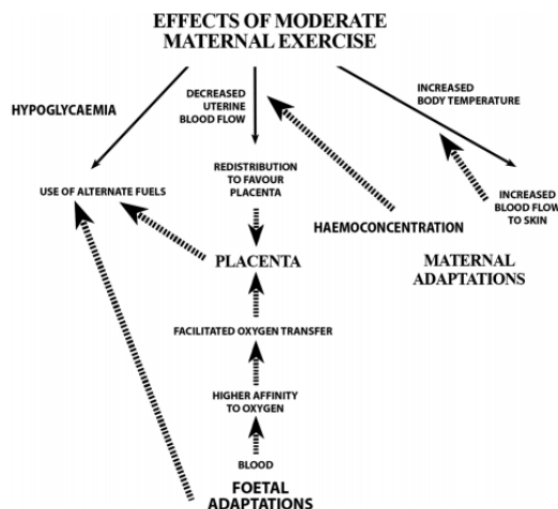 EFFECTS OF MODERATE
MATERNAL EXERCISE
HYPOGLYCAEMIA
DECREASED
UTERINE
BLOOD FLOW
INCREASED
BODY TEMPERATURE
USE OF ALTERNATE FUELS
REDISTRIBUTION
TO FAVOUR
PLACENTA
HAEMOCONCENTRATION
INCREASED
BLOOD FLOW
TO SKIN
PLACENTA
MATERNAL
ADAPTATIONS
FACILITATED OXYGEN TRANSFER
HIGHER AFFINITY
TO OXYGEN
BLOOD
FOETAL
ADAPTATIONS